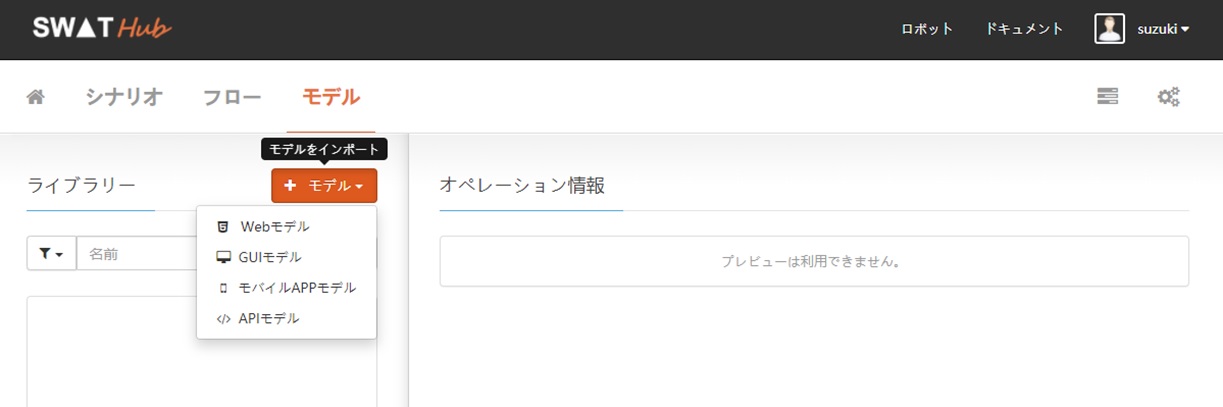 SWAT Hub
ロボット
ドキュメント
suzuki
シナリオ
フロー
モデル
モデルをインポート
ライブラリー
モデル
オペレーション情報
Webモデル
名前
GUIモデル
プレビューは利用できません。
モバイルAPPモデル
APIモデル